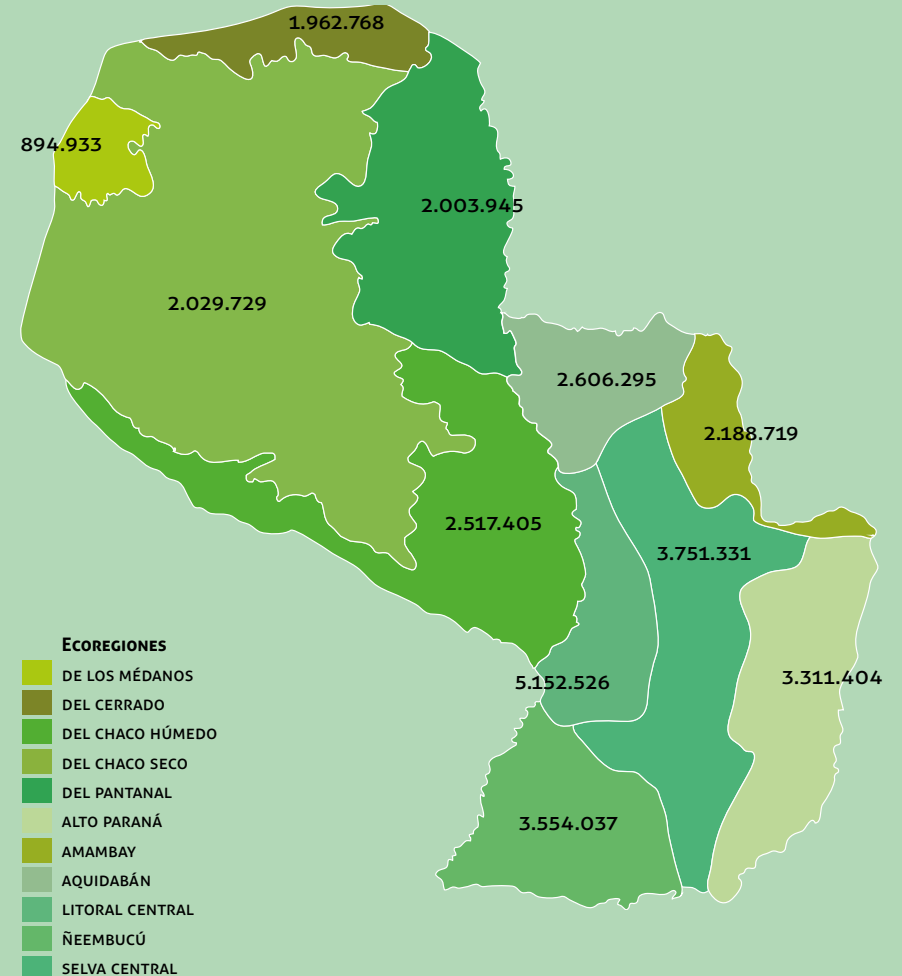 1.962.768
894.933
2.003.945
2.029.729
2.606.295
2.188.719
2.517.405
3.751.331
5.152.526
3.311.404
3.554.037
Ecoregiones
de los médanos
del cerrado
del chaco húmedo
del chaco seco
del pantanal
alto paraná
amambay
aquidabán
litoral central
ñeembucú
selva central